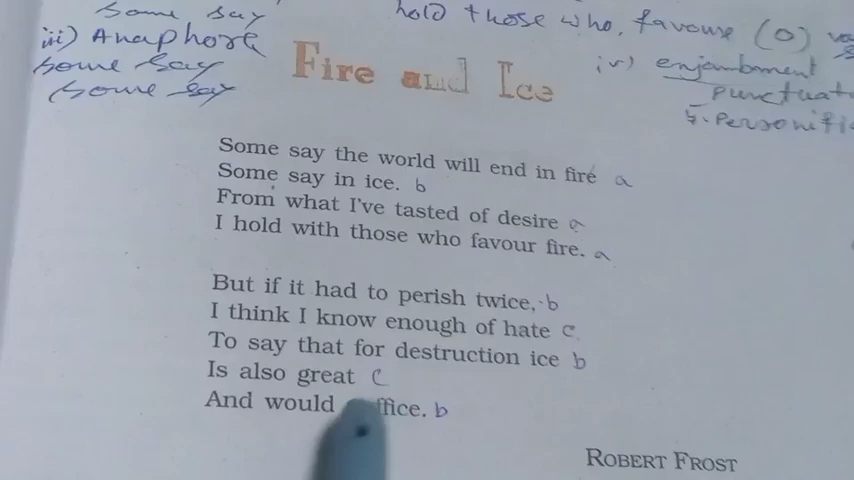 some say
hold those who, favour (O)
iii) Anaphora
some say
some say
iv) enjambment
punctuat
5. Personifi
Fire and Ice
Some say the world will end in fire a
Some say in ice. b
From what I've tasted of desire a
I hold with those who favour fire. a
But if it had to perish twice, b
I think I know enough of hate c
To say that for destruction ice b
Is also great c
And would ffice. b
ROBERT FROST